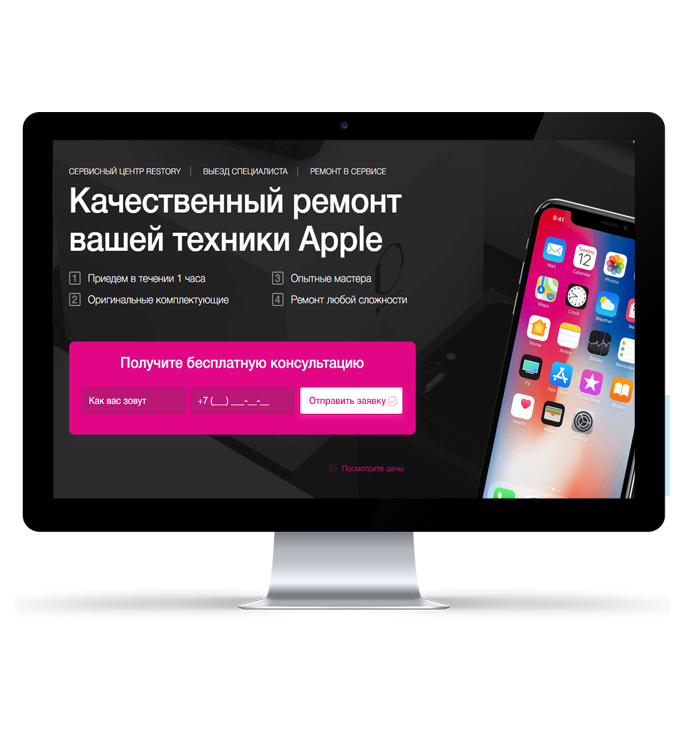 СЕРВИСНЫЙ ЦЕНТР RESTORY | ВЫЕЗД СПЕЦИАЛИСТА | РЕМОНТ В СЕРВИСЕ
Качественный ремонт
вашей техники Apple
1 Приедем в течении 1 часа
3 Опытные мастера
2 Оригинальные комплектующие
4 Ремонт любой сложности
Получите бесплатную консультацию
Как вас зовут
+7 (__) ___-__-__
Отправить заявку
Посмотрите цены
9:41
Wednesday
12
Mail
Calendar
Photos
Maps
Clock
Weather
Home
Notes
Stocks
Reminders
TV
App Store
iTunes Store
Books
Health
Wallet
Settings